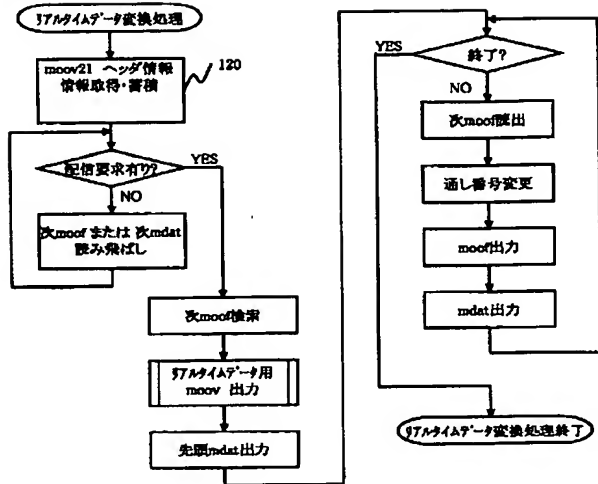 リアルタイムデータ変換処理
moov21 ヘッダ情報
情報取得・蓄積
120
配信要求有り?
YES
NO
次moof または 次mdat
読み飛ばし
次moof検索
リアルタイムデータ用
moov 出力
先頭mdat出力
終了?
YES
NO
次moof読出
通し番号変更
moof出力
mdat出力
リアルタイムデータ変換処理終了